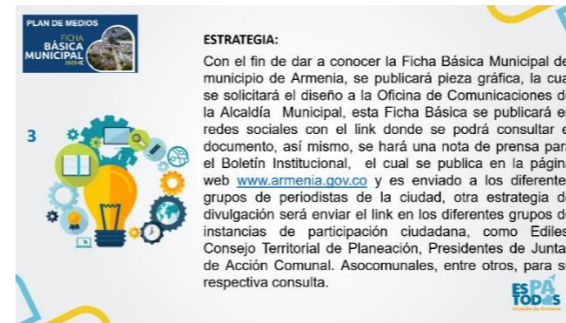 PLAN DE MEDIOS
FICHA
BÁSICA
MUNICIPAL
ESTRATEGIA:
Con el fin de dar a conocer la Ficha Básica Municipal de
municipio de Armenia, se publicará pieza gráfica, la cua
se solicitará el diseño a la Oficina de Comunicaciones de
la Alcaldía Municipal, esta Ficha Básica se publicará e
redes sociales con el link donde se podrá consultar e
documento, así mismo, se hará una nota de prensa para
el Boletín Institucional, el cual se publica en la página
web www.armenia.gov.co y es enviado a los diferente
grupos de periodistas de la ciudad, otra estrategia de
divulgación será enviar el link en los diferentes grupos de
instancias de participación ciudadana, como Ediles
Consejo Territorial de Planeación, Presidentes de Junta
de Acción Comunal. Asocomunales, entre otros, para s
respectiva consulta.
3
ES PA
TODOS